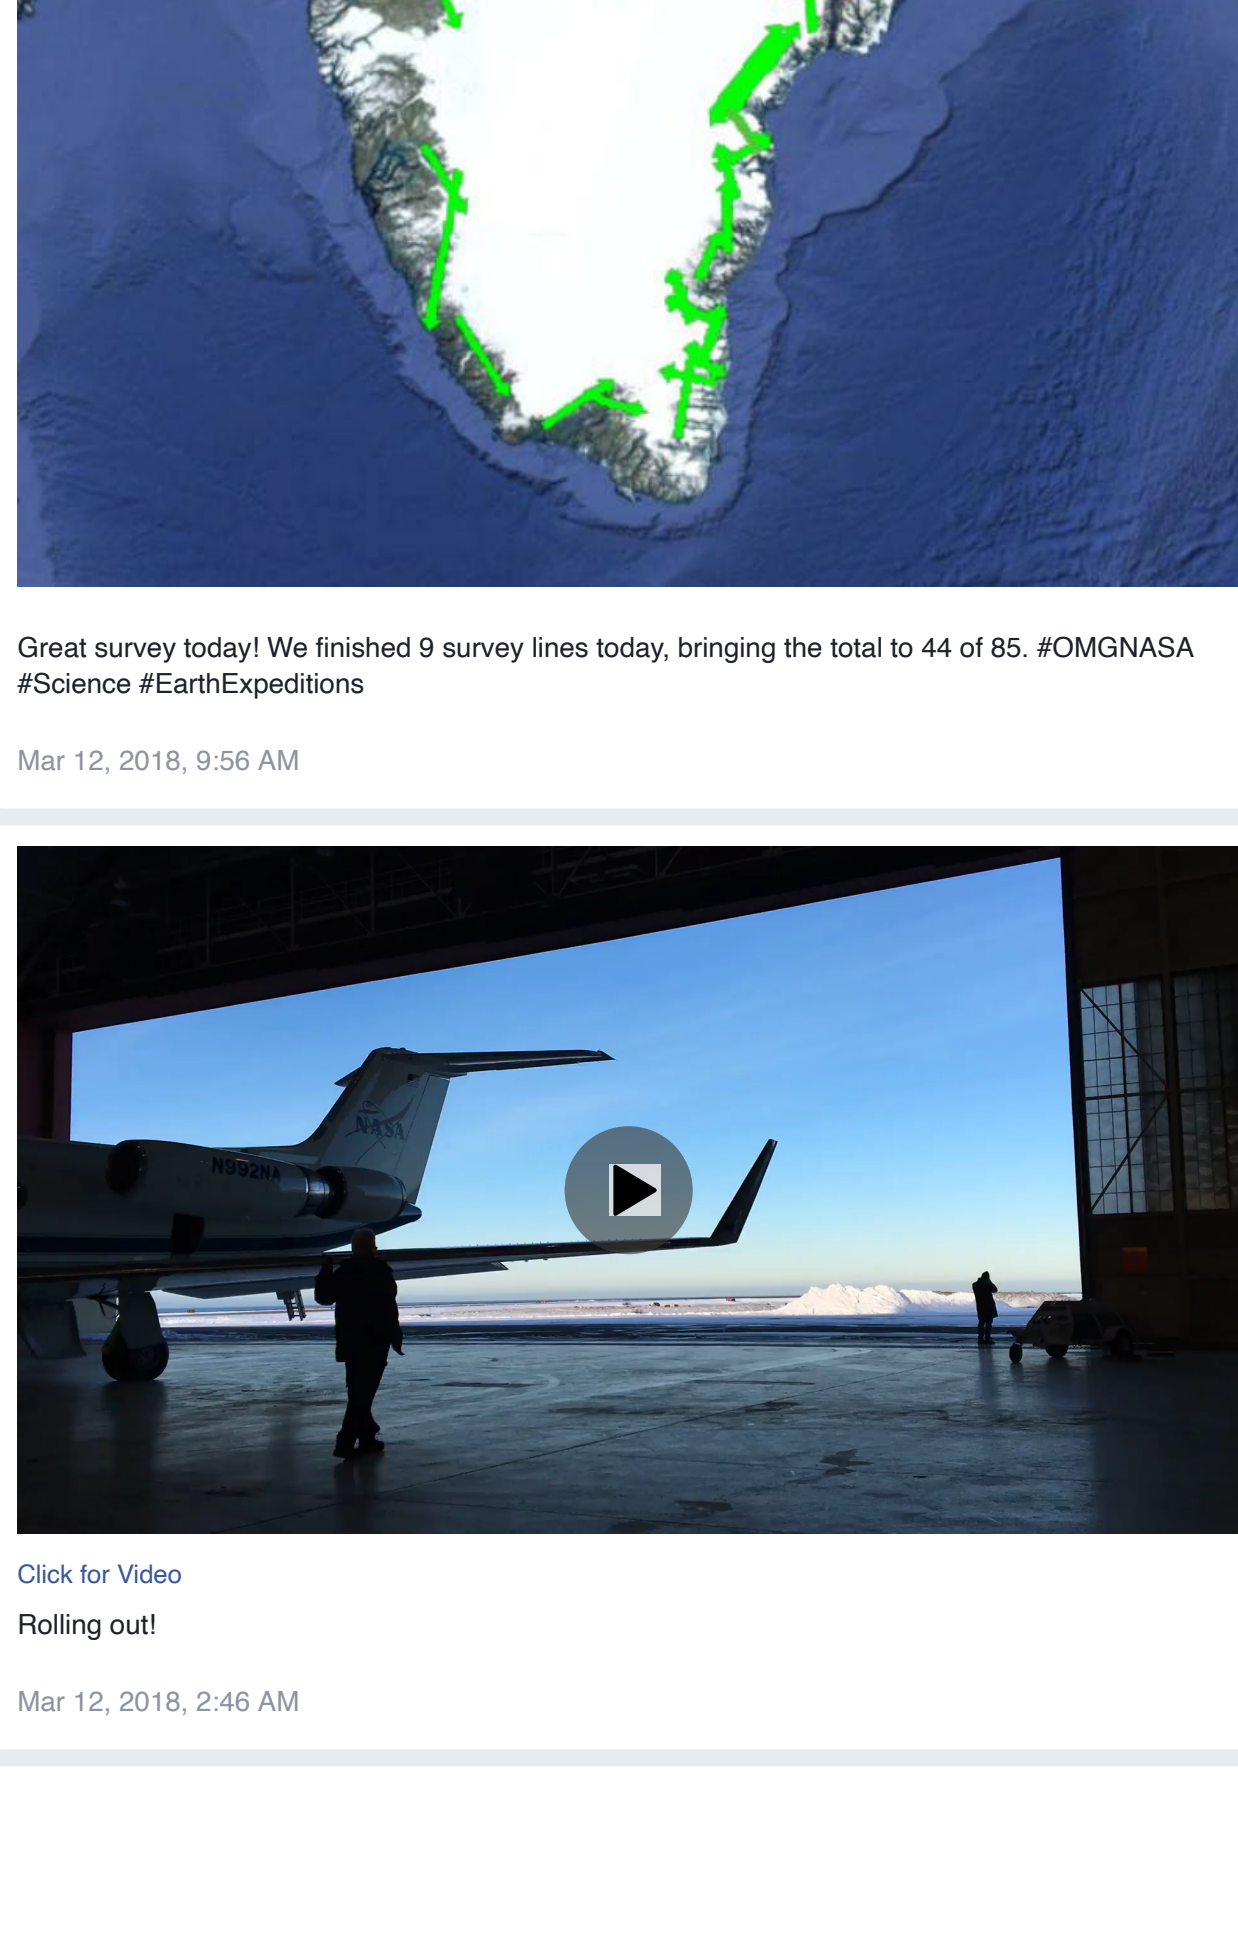 Great survey today! We finished 9 survey lines today, bringing the total to 44 of 85. #OMGNASA
#Science #EarthExpeditions
Mar 12, 2018, 9:56 AM
NASA
N992NA
Click for Video
Rolling out!
Mar 12, 2018, 2:46 AM